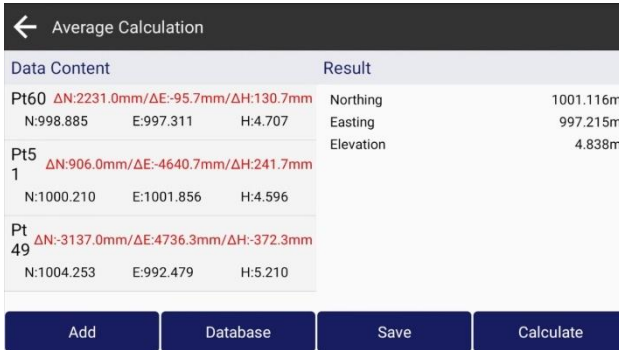 Average Calculation
Data Content
Pt60 ΔN:2231.0mm/ΔE:-95.7mm/ΔH:130.7mm
N:998.885 E:997.311 H:4.707
Pt5
1 ΔN:906.0mm/ΔE:-4640.7mm/ΔH:241.7mm
N:1000.210 E:1001.856 H:4.596
Pt
49 ΔN:-3137.0mm/ΔE:4736.3mm/ΔH:-372.3mm
N:1004.253 E:992.479 H:5.210
Result
Northing 1001.116m
Easting 997.215m
Elevation 4.838m
Add Database Save Calculate